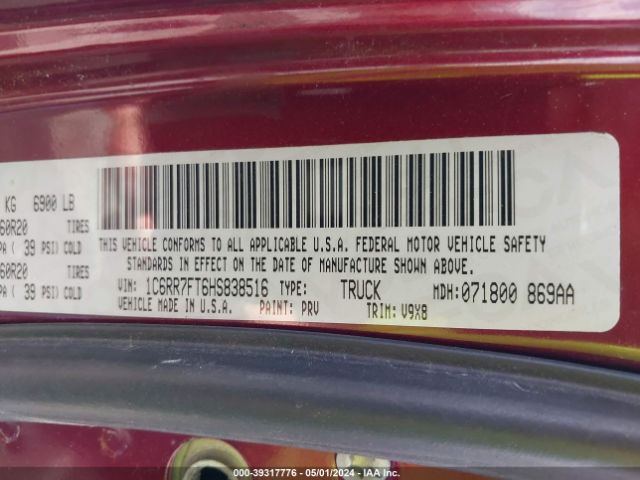 KG 6900 LB
60R20 TIRES
PA ( 39 PSI) COLD
60R20 TIRES
PA ( 39 PSI) COLD
THIS VEHICLE CONFORMS TO ALL APPLICABLE U.S.A. FEDERAL MOTOR VEHICLE SAFETY
STANDARDS IN EFFECT ON THE DATE OF MANUFACTURE SHOWN ABOVE.
VIN: 1C6RR7FT6HS838516 TYPE: TRUCK MDH: 071800 869AA
VEHICLE MADE IN U.S.A. PAINT: PRV TRIM: V9X8
000-39317776 - 05/01/2024 - IAAI.COM